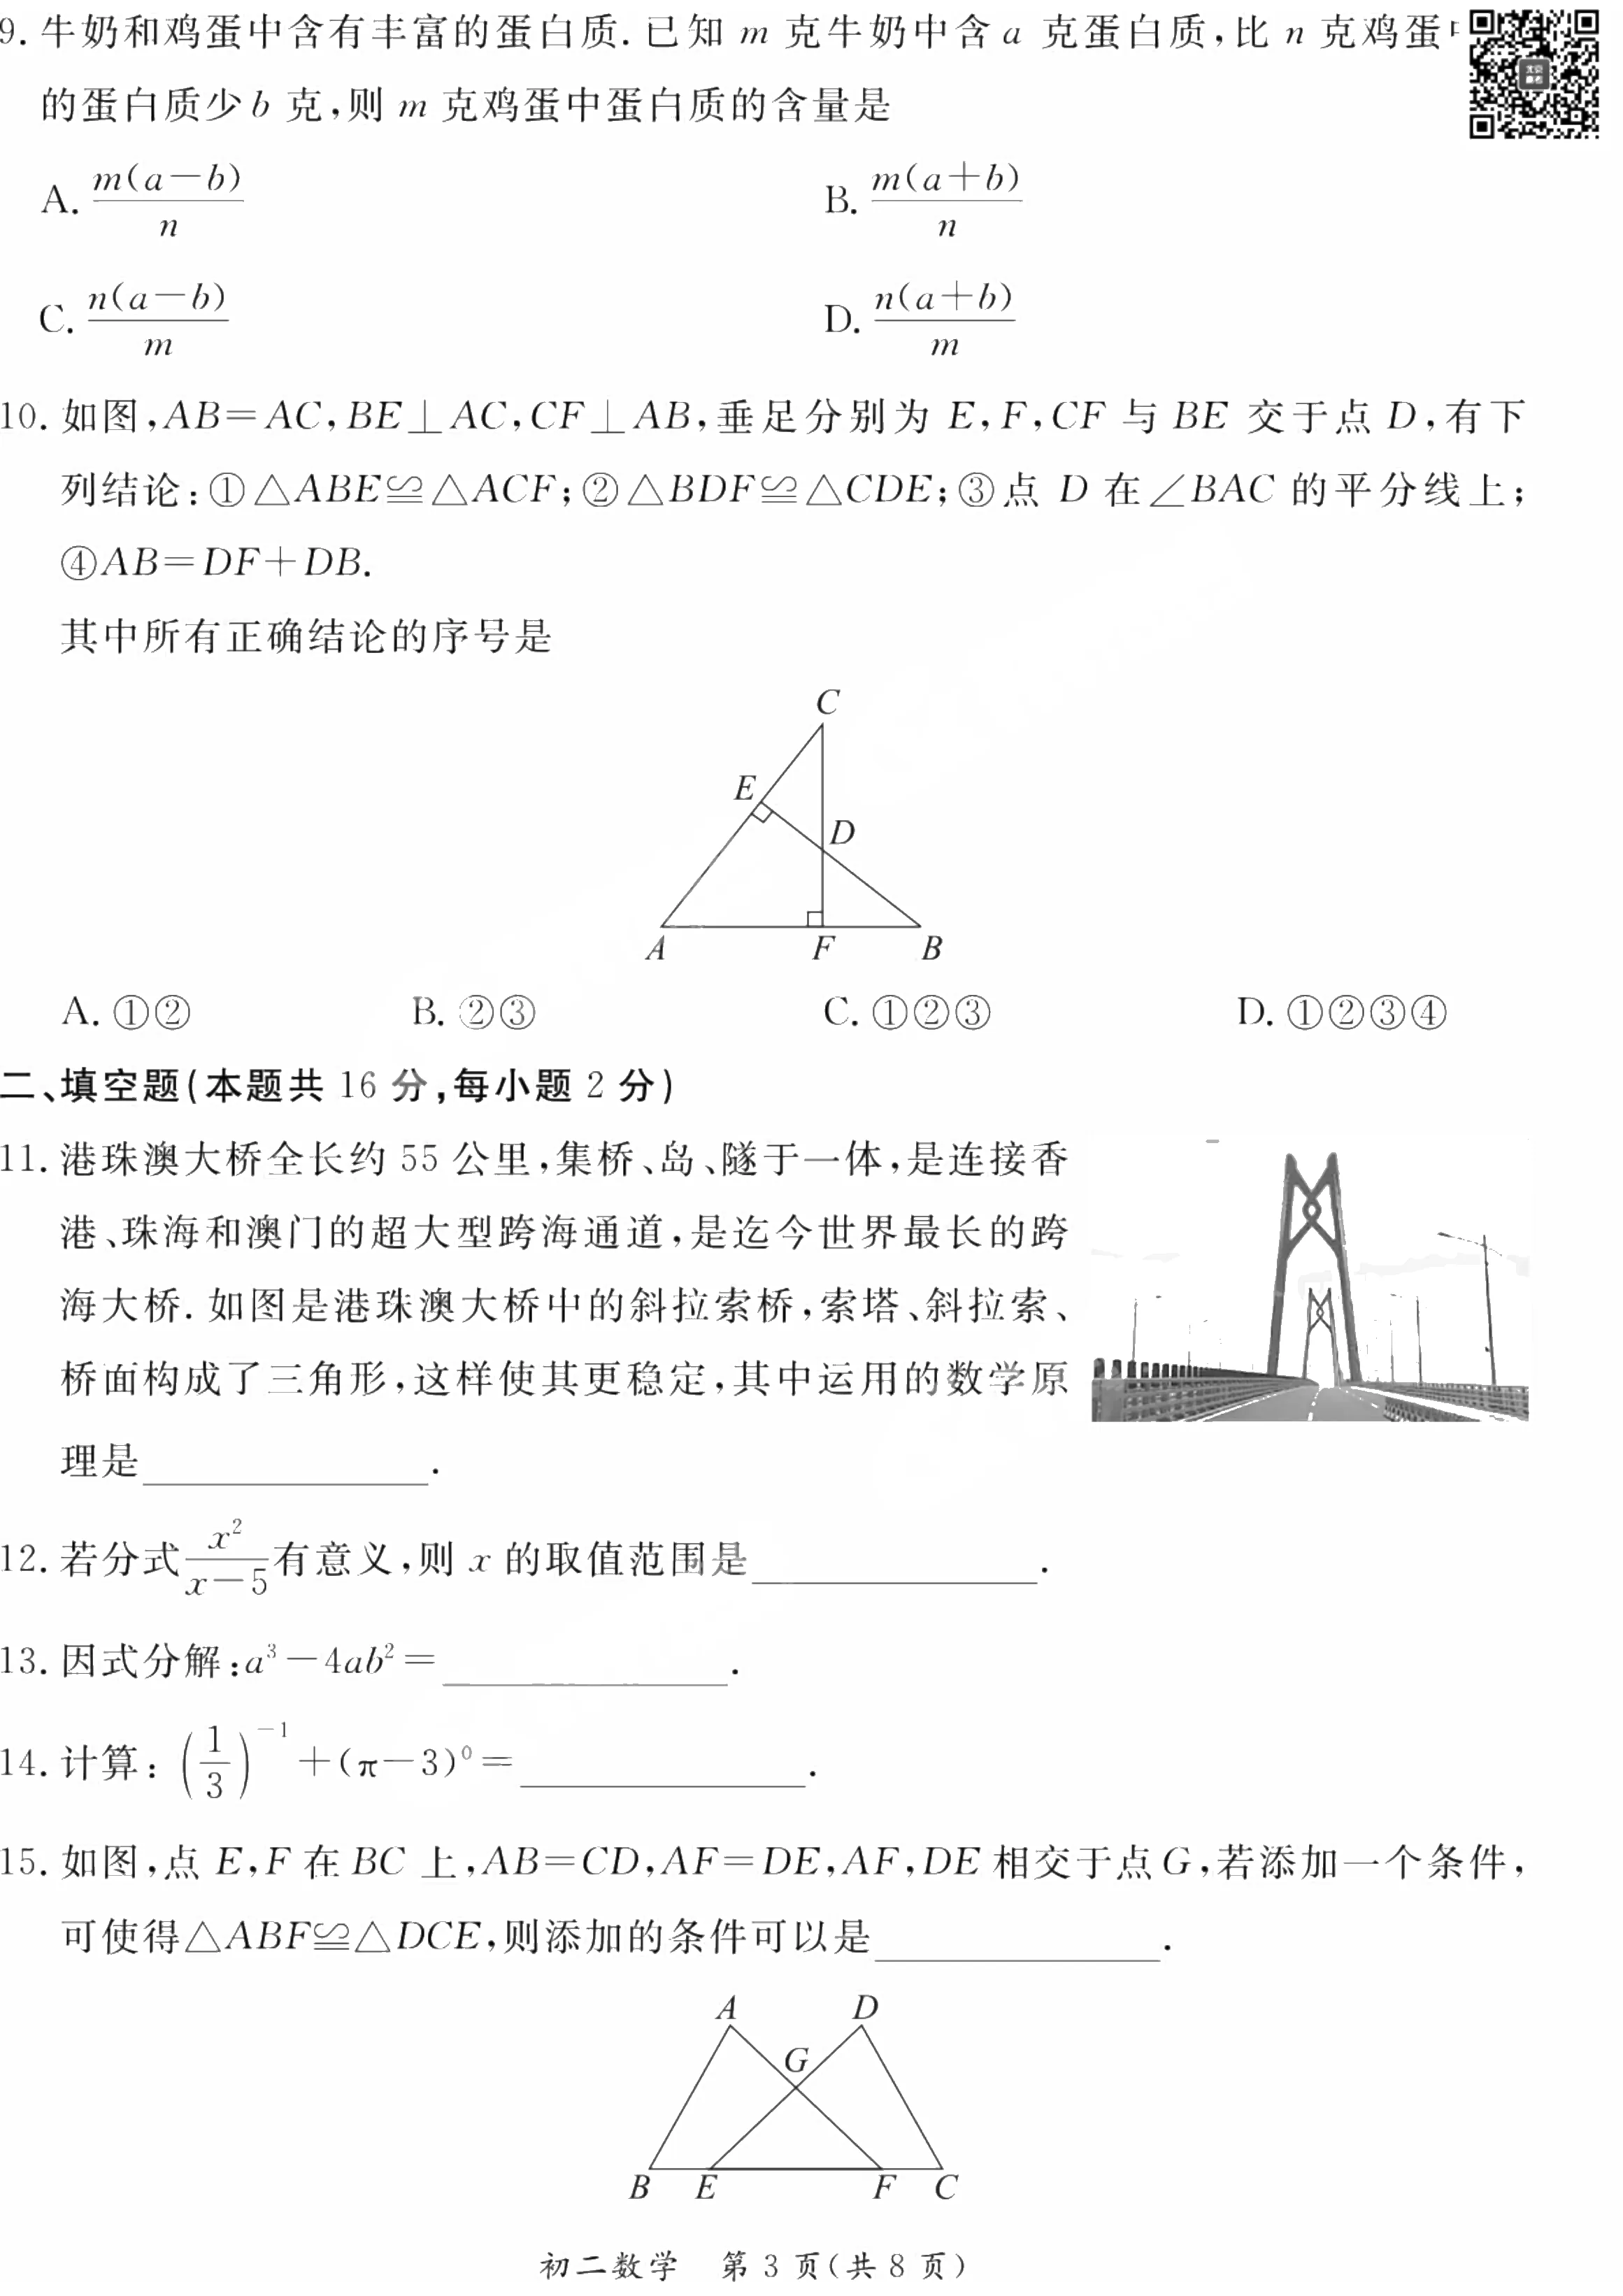 9. 牛奶和鸡蛋中含有丰富的蛋白质. 已知 m 克牛奶中含 a 克蛋白质,比 n 克鸡蛋
的蛋白质少 b 克,则 m 克鸡蛋中蛋白质的含量是
A. \frac{m(a-b)}{n} B. \frac{m(a+b)}{n}
C. \frac{n(a-b)}{m} D. \frac{n(a+b)}{m}
10. 如图,AB=AC,BE⊥AC,CF⊥AB,垂足分别为 E,F,CF 与 BE 交于点 D,有下
列结论:①△ABE≌△ACF;②△BDF≌△CDE;③点 D 在∠BAC 的平分线上;
④AB=DF+DB.
其中所有正确结论的序号是
C
E
D
A F B
A. ①② B. ②③ C. ①②③ D. ①②③④
二、填空题(本题共 16 分,每小题 2 分)
11. 港珠澳大桥全长约 55 公里,集桥、岛、隧于一体,是连接香
港、珠海和澳门的超大型跨海通道,是迄今世界最长的跨
海大桥. 如图是港珠澳大桥中的斜拉索桥,索塔、斜拉索、
桥面构成了三角形,这样使其更稳定,其中运用的数学原
理是______.
12. 若分式\frac{x^2}{x-5}有意义,则 x 的取值范围是______.
13. 因式分解:a³-4ab²=______.
14. 计算:(\frac{1}{3})^{-1}+(π-3)^0=______.
15. 如图,点 E,F 在 BC 上,AB=CD,AF=DE,AF,DE 相交于点 G,若添加一个条件,
可使得△ABF≌△DCE,则添加的条件可以是______.
A D
G
B E F C
初二数学 第 3 页(共 8 页)